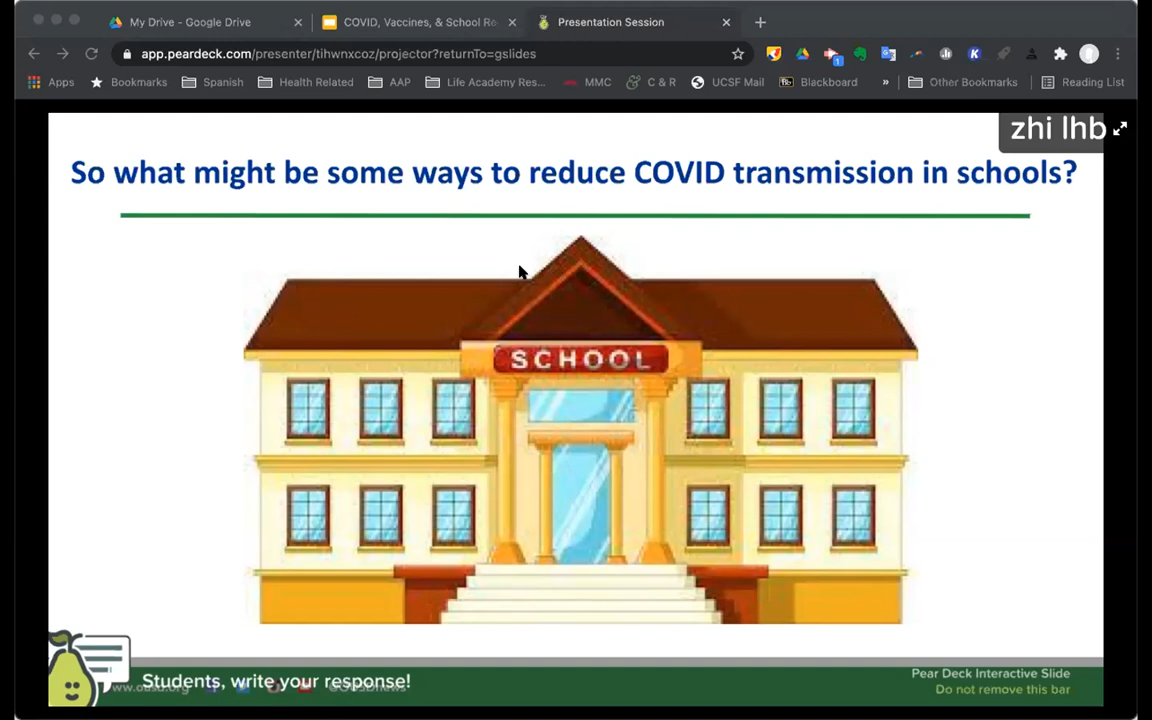 My Drive - Google Drive
COVID, Vaccines, & School Re
Presentation Session
app.peardeck.com/presenter/tihwnxcoz/projector?returnTo=gslides
1
K
Apps Bookmarks Spanish Health Related AAP Life Academy Res... MMC C & R UCSF Mail Bb Blackboard » Other Bookmarks Reading List
zhi lhb
So what might be some ways to reduce COVID transmission in schools?
SCHOOL
Students, write your response!
Pear Deck Interactive Slide
Do not remove this bar